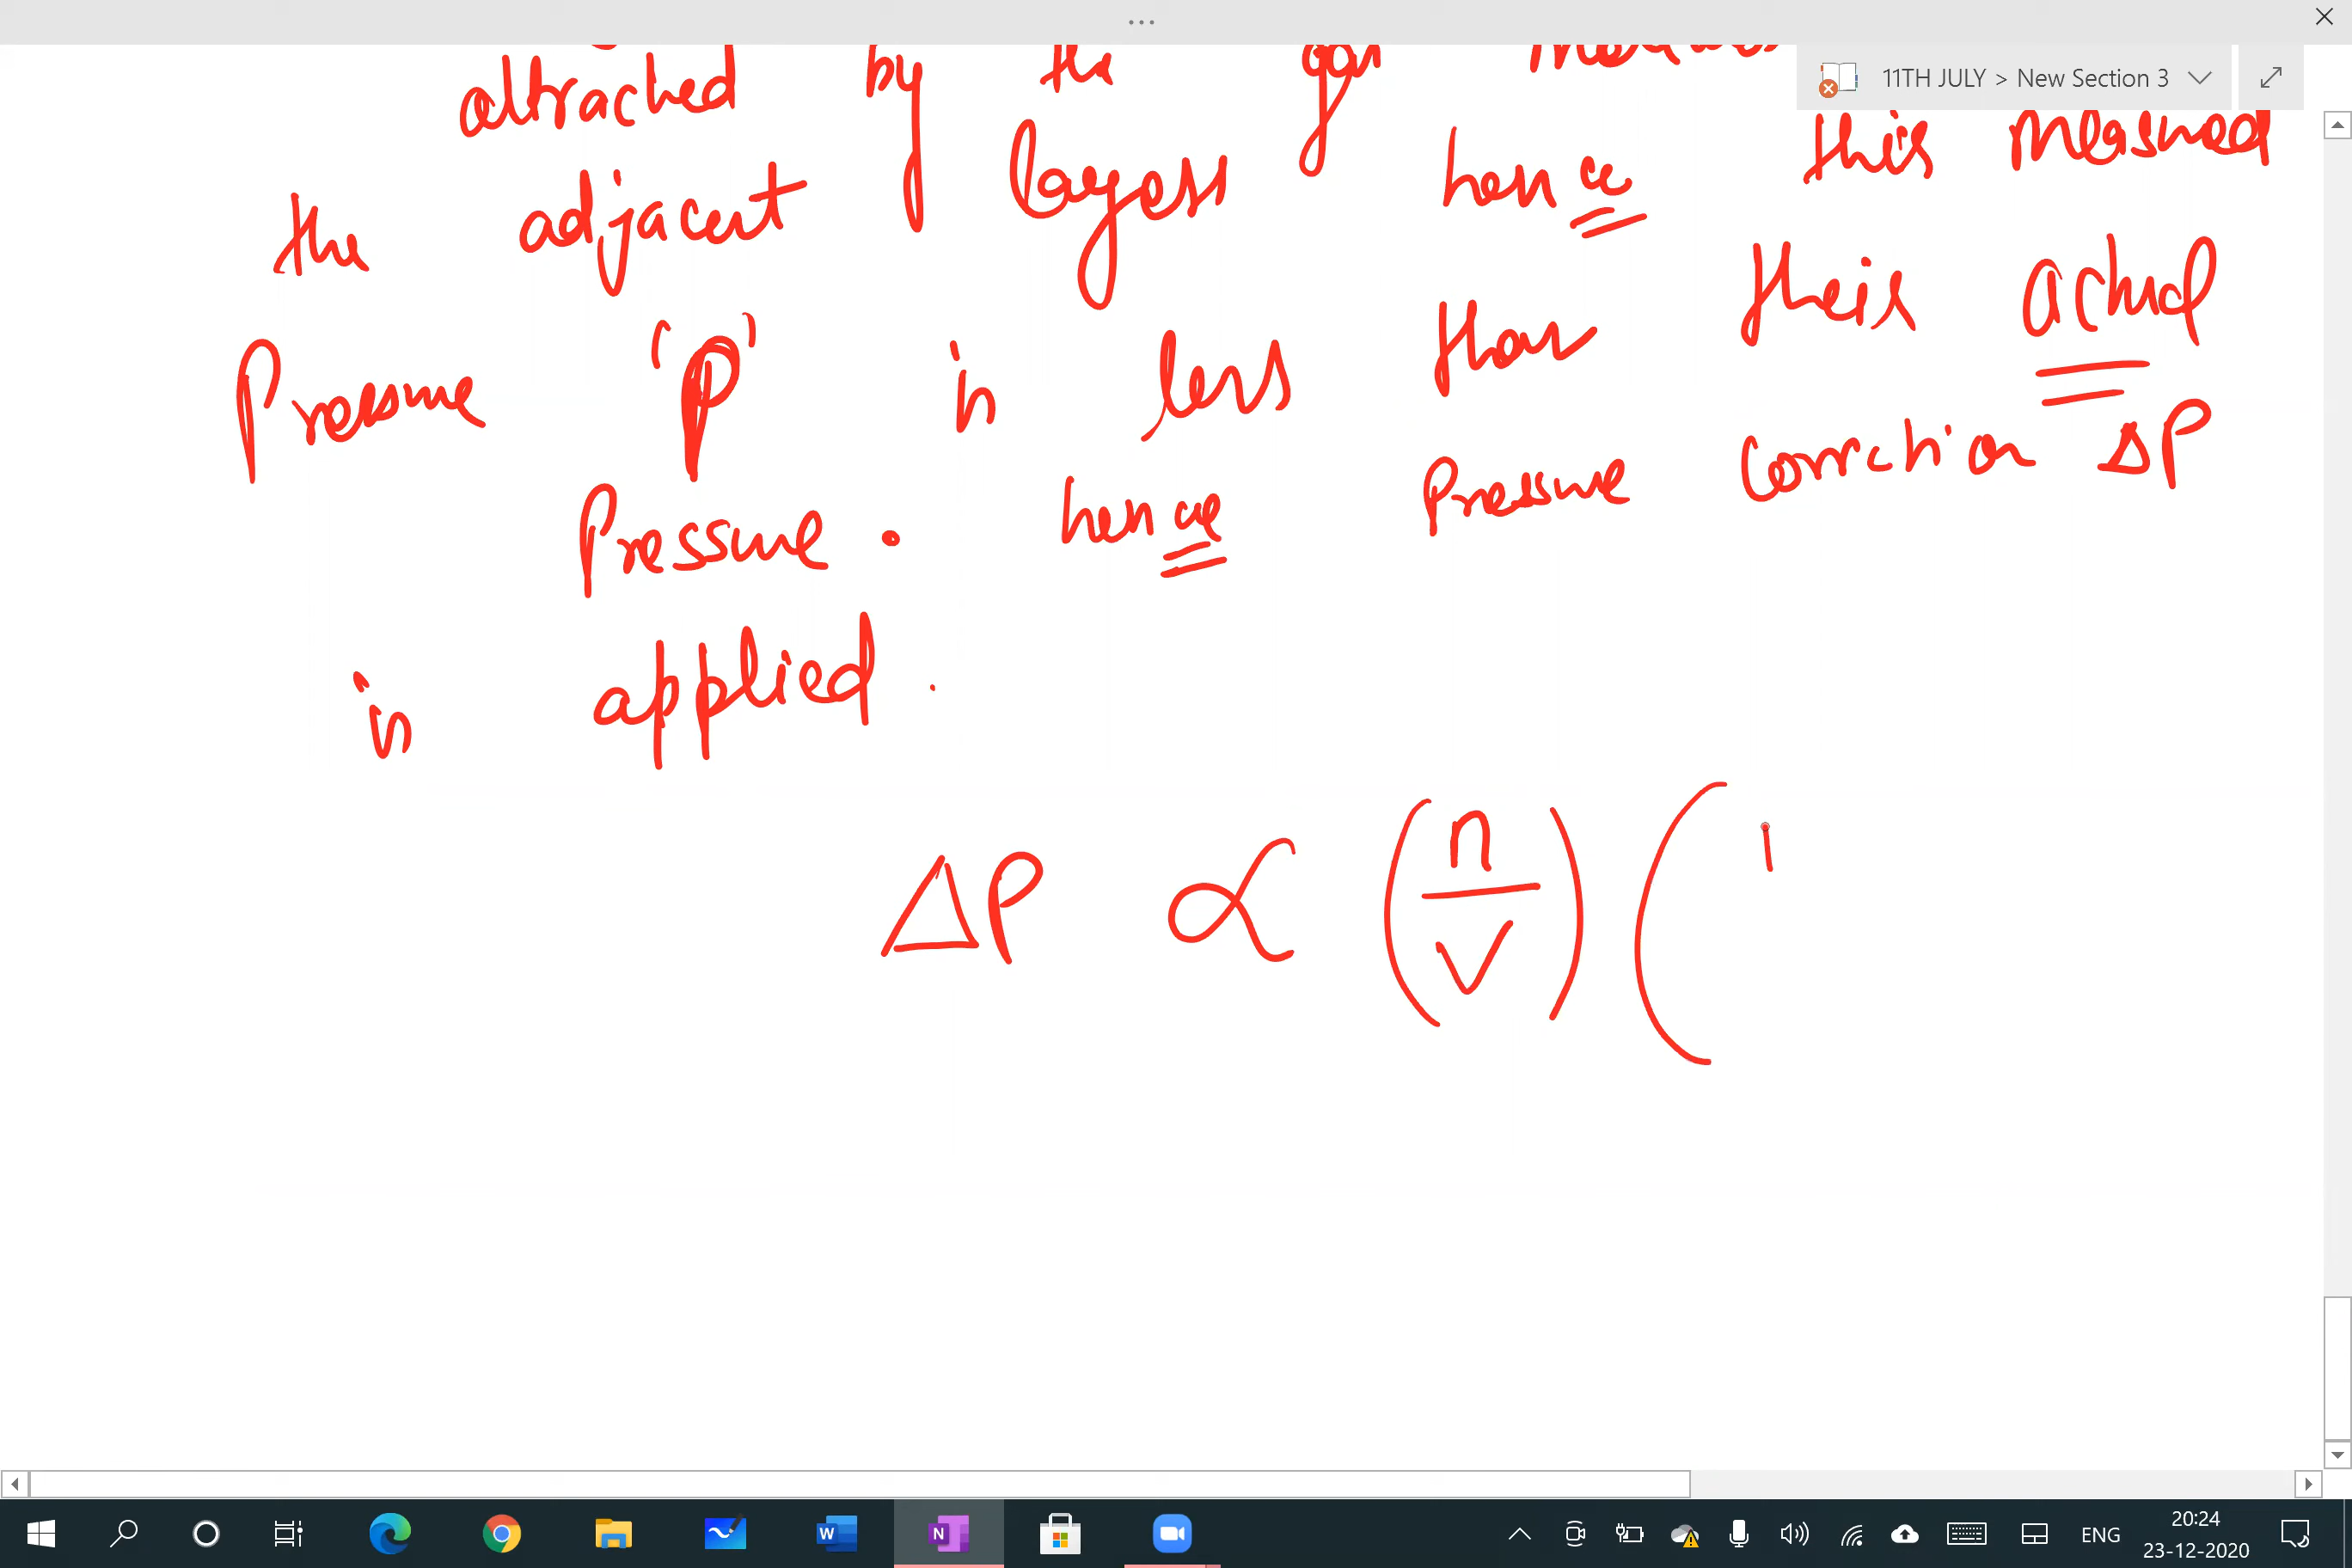 11TH JULY > New Section 3
attracted by the gas
the adjacent layers hence this measured
Pressure 'P' is less than their actual
Pressure. hence Pressure Correction ΔP
is applied.
ΔP ∝ (n/V) (
W
N
ENG
20:24
23-12-2020